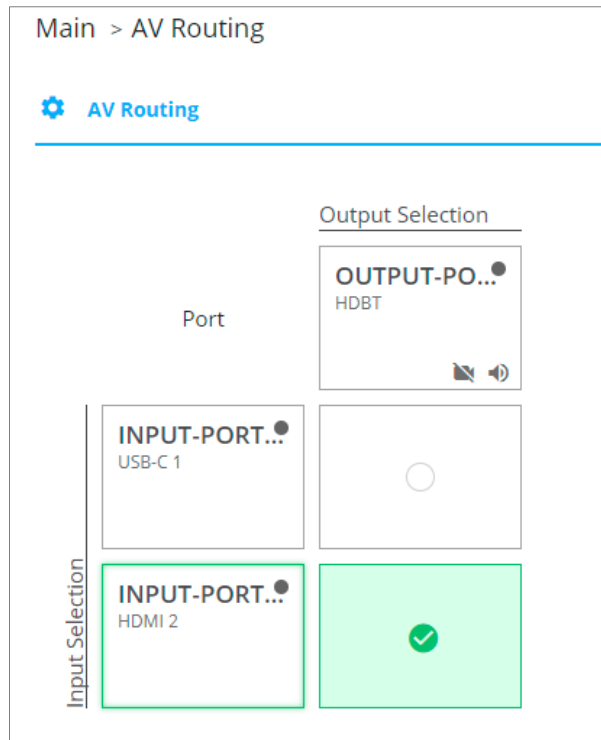 Main > AV Routing
AV Routing
Output Selection
OUTPUT-PO...
HDBT
Port
INPUT-PORT...
USB-C 1
Input Selection
INPUT-PORT...
HDMI 2